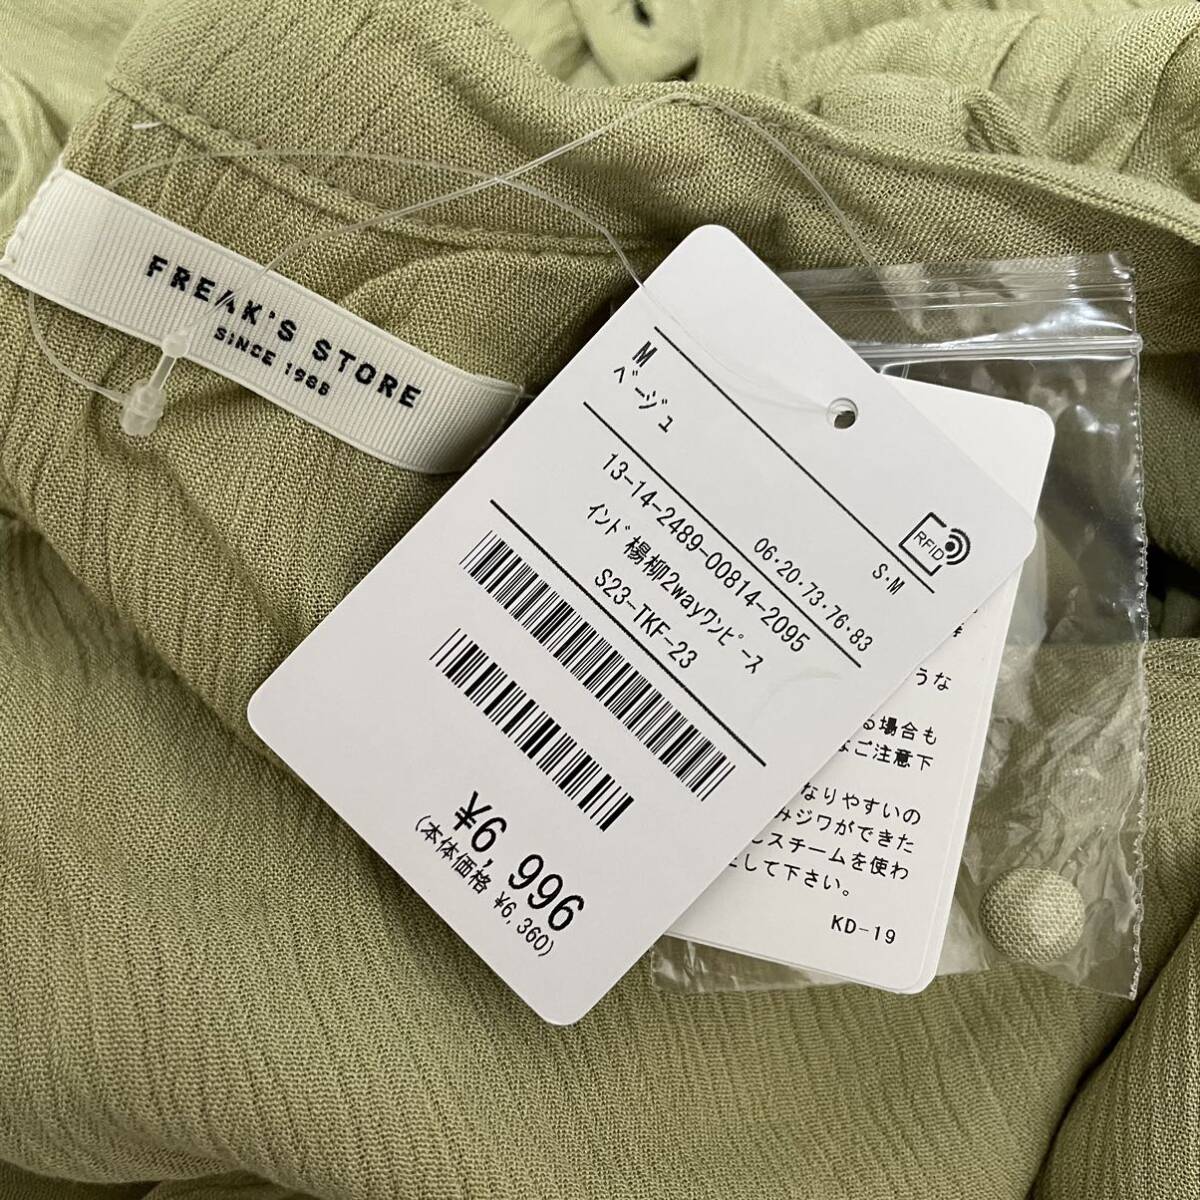 FREAK'S STORE
SiNCE 1986
M
ベージュ
06・20・73・76・83
S・M
RFID
13-14-2489-00814-2095
インド楊柳2wayワンピース
S23-TKF-23
¥6,996
(本体価格 ¥6,360)
うな
る場合も
ご注意下
なりやすいの
みジワができた
しスチームを使わ
として下さい。
KD-19